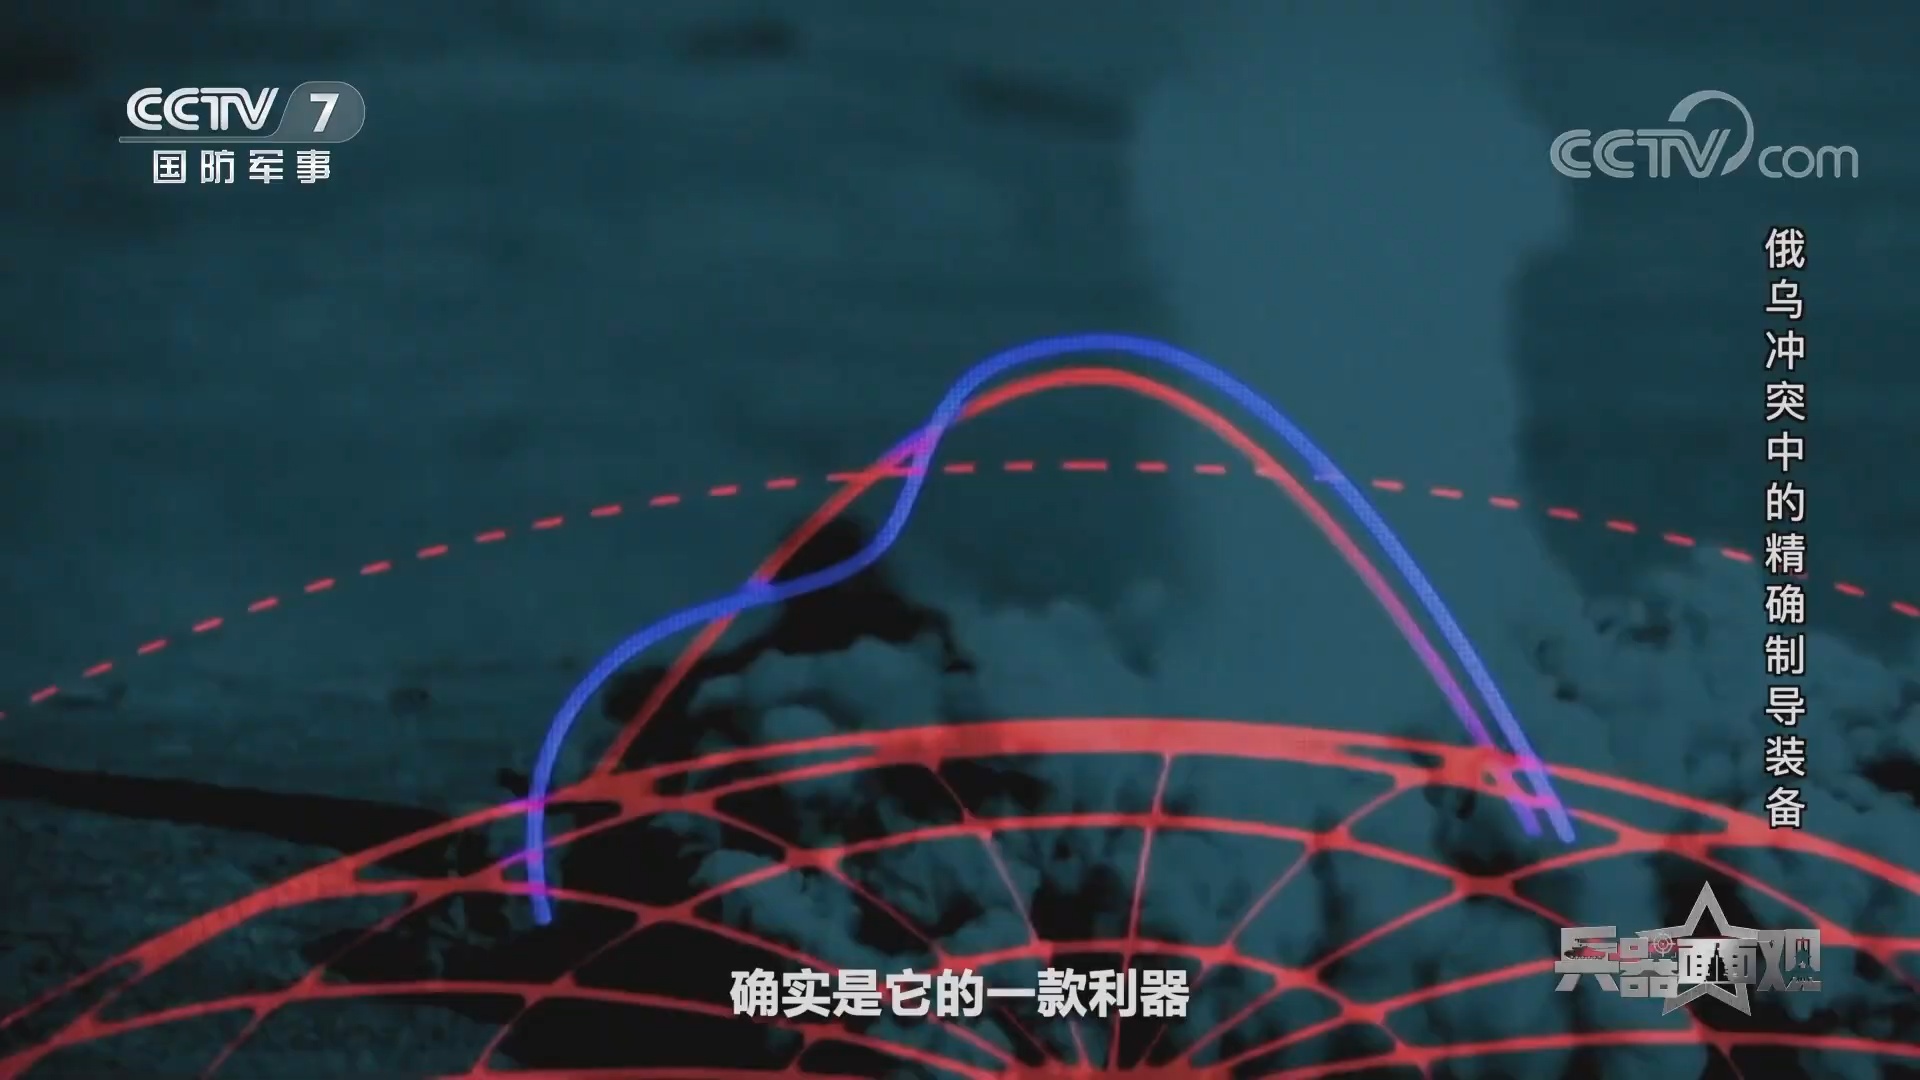 CCTV 7
国防军事
CCTV com
俄乌冲突中的精确制导装备
兵器面面观
确实是它的一款利器